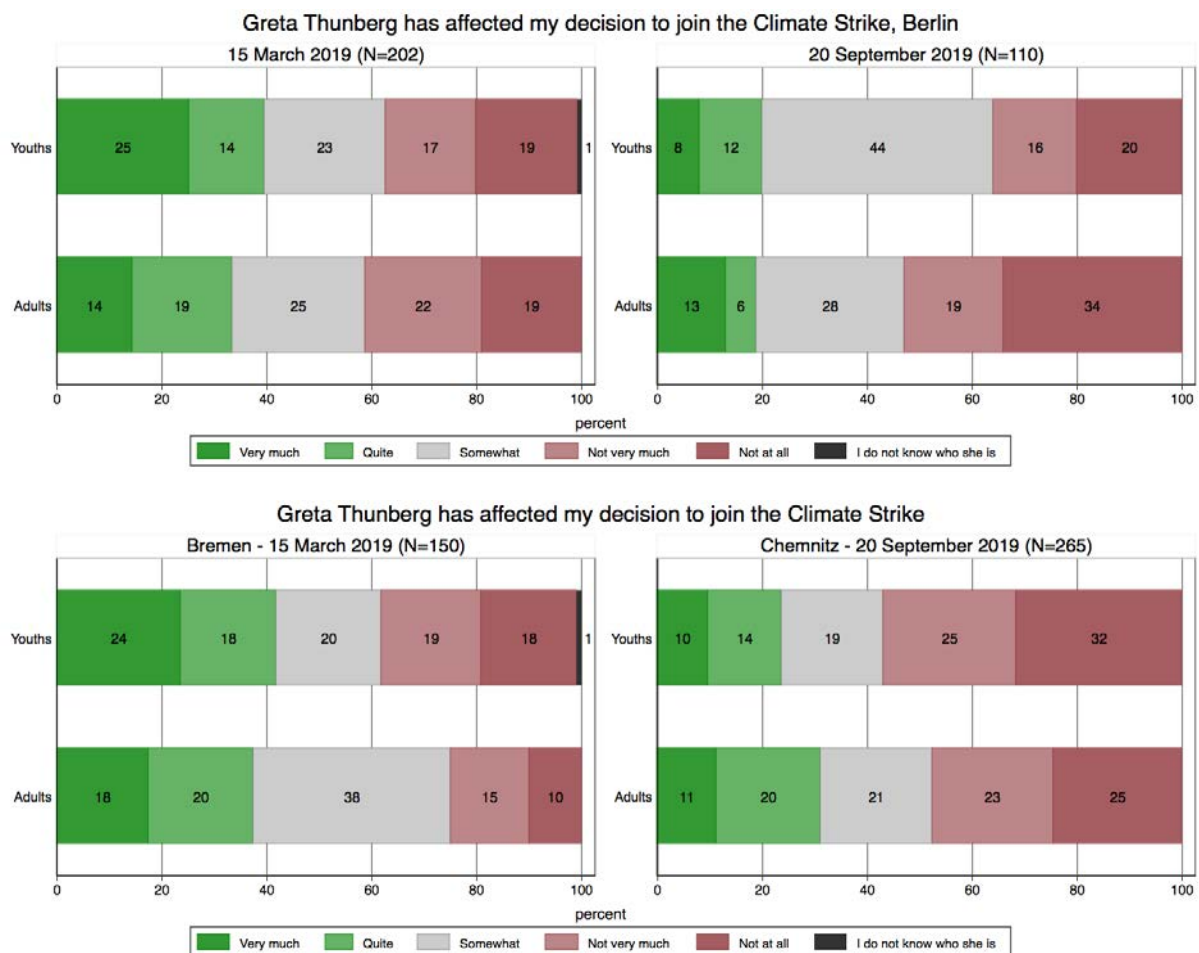 Greta Thunberg has affected my decision to join the Climate Strike, Berlin
15 March 2019 (N=202)
20 September 2019 (N=110)
Youths 25 14 23 17 19 1
Youths 8 12 44 16 20
Adults 14 19 25 22 19
Adults 13 6 28 19 34
0 20 40 60 80 100
0 20 40 60 80 100
percent
Very much Quite Somewhat Not very much Not at all I do not know who she is
Greta Thunberg has affected my decision to join the Climate Strike
Bremen - 15 March 2019 (N=150)
Chemnitz - 20 September 2019 (N=265)
Youths 24 18 20 19 18 1
Youths 10 14 19 25 32
Adults 18 20 38 15 10
Adults 11 20 21 23 25
0 20 40 60 80 100
0 20 40 60 80 100
percent
Very much Quite Somewhat Not very much Not at all I do not know who she is